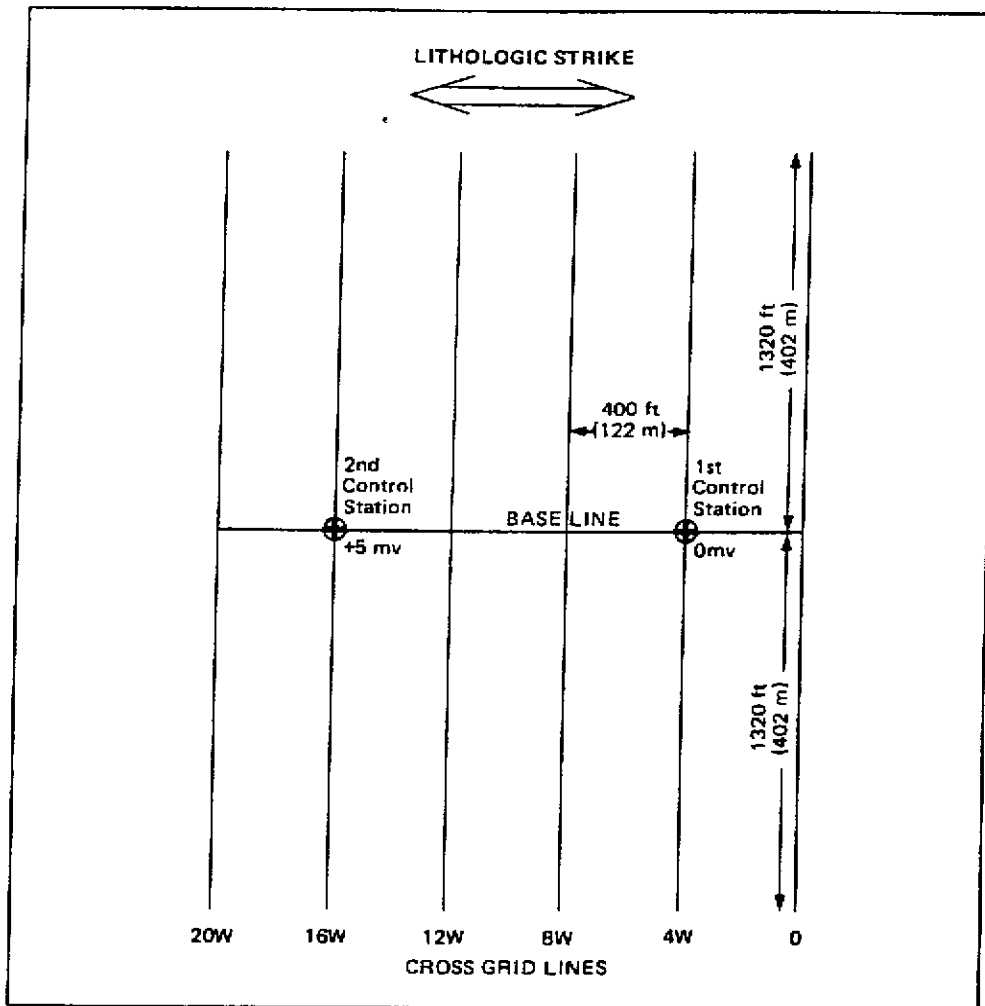 LITHOLOGIC STRIKE
1320 ft
(402 m)
400 ft
(122 m)
2nd
Control
Station
+5 mv
BASE LINE
1st
Control
Station
0mv
1320 ft
(402 m)
20W 16W 12W 8W 4W 0
CROSS GRID LINES